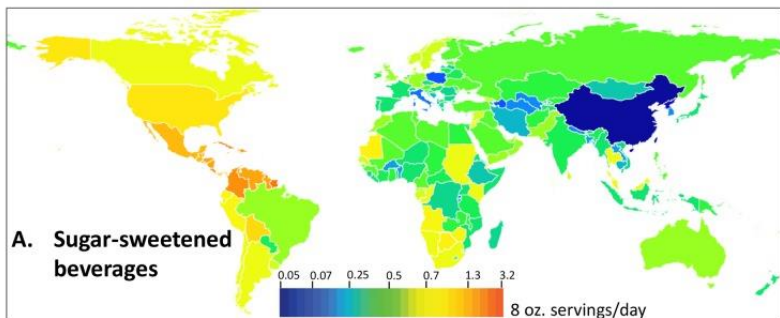 A. Sugar-sweetened
beverages
0.05 0.07 0.25 0.5 0.7 1.3 3.2
8 oz. servings/day